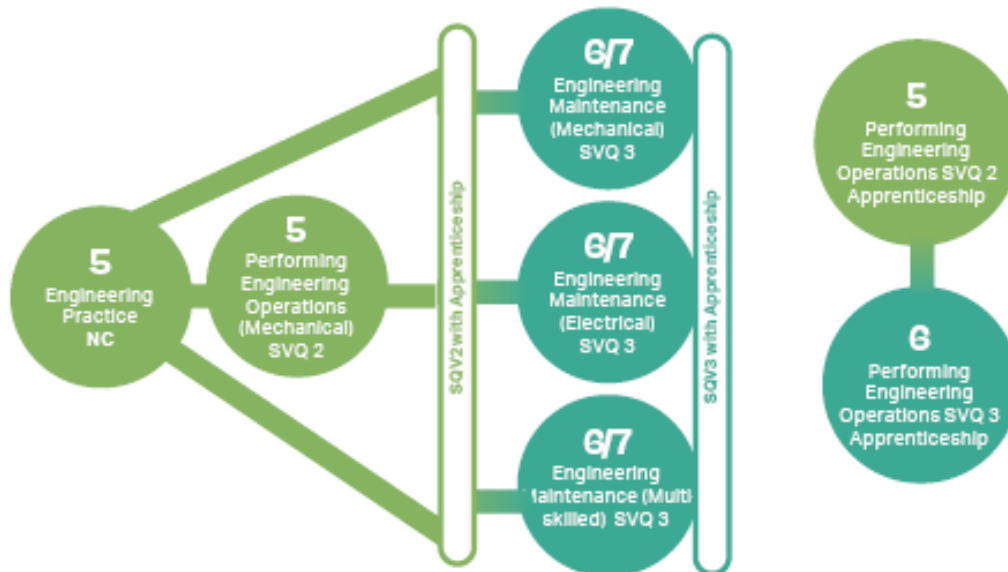 5
Engineering
Practice
NC
5
Performing
Engineering
Operations
(Mechanical)
SVQ 2
SQV2 with Apprenticeship
6/7
Engineering
Maintenance
(Mechanical)
SVQ 3
6/7
Engineering
Maintenance
(Electrical)
SVQ 3
6/7
Engineering
Maintenance (Multi-
skilled) SVQ 3
SQV3 with Apprenticeship
5
Performing
Engineering
Operations SVQ 2
Apprenticeship
6
Performing
Engineering
Operations SVQ 3
Apprenticeship